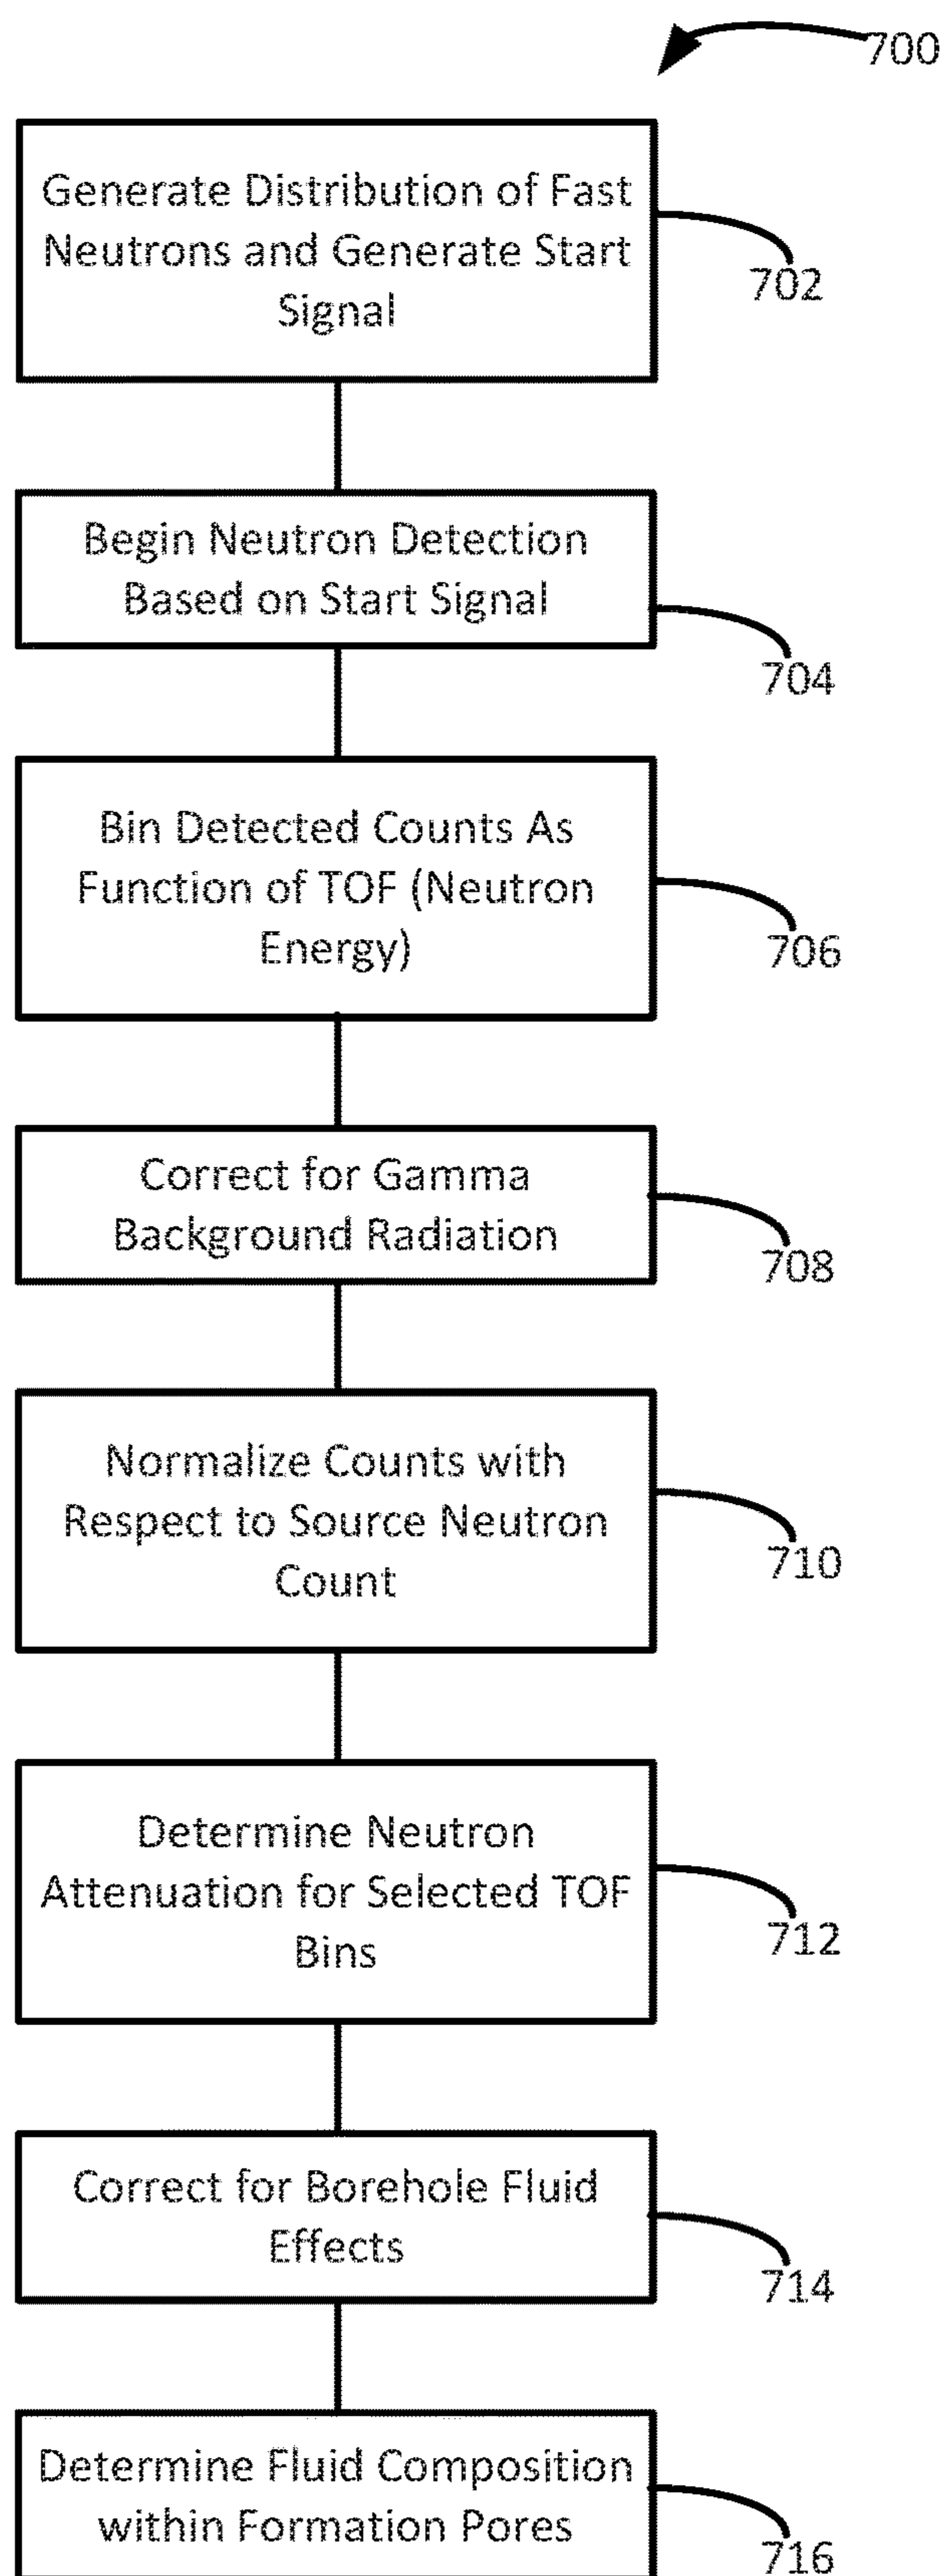 700
Generate Distribution of Fast
Neutrons and Generate Start
Signal
702
Begin Neutron Detection
Based on Start Signal
704
Bin Detected Counts As
Function of TOF (Neutron
Energy)
706
Correct for Gamma
Background Radiation
708
Normalize Counts with
Respect to Source Neutron
Count
710
Determine Neutron
Attenuation for Selected TOF
Bins
712
Correct for Borehole Fluid
Effects
714
Determine Fluid Composition
within Formation Pores
716